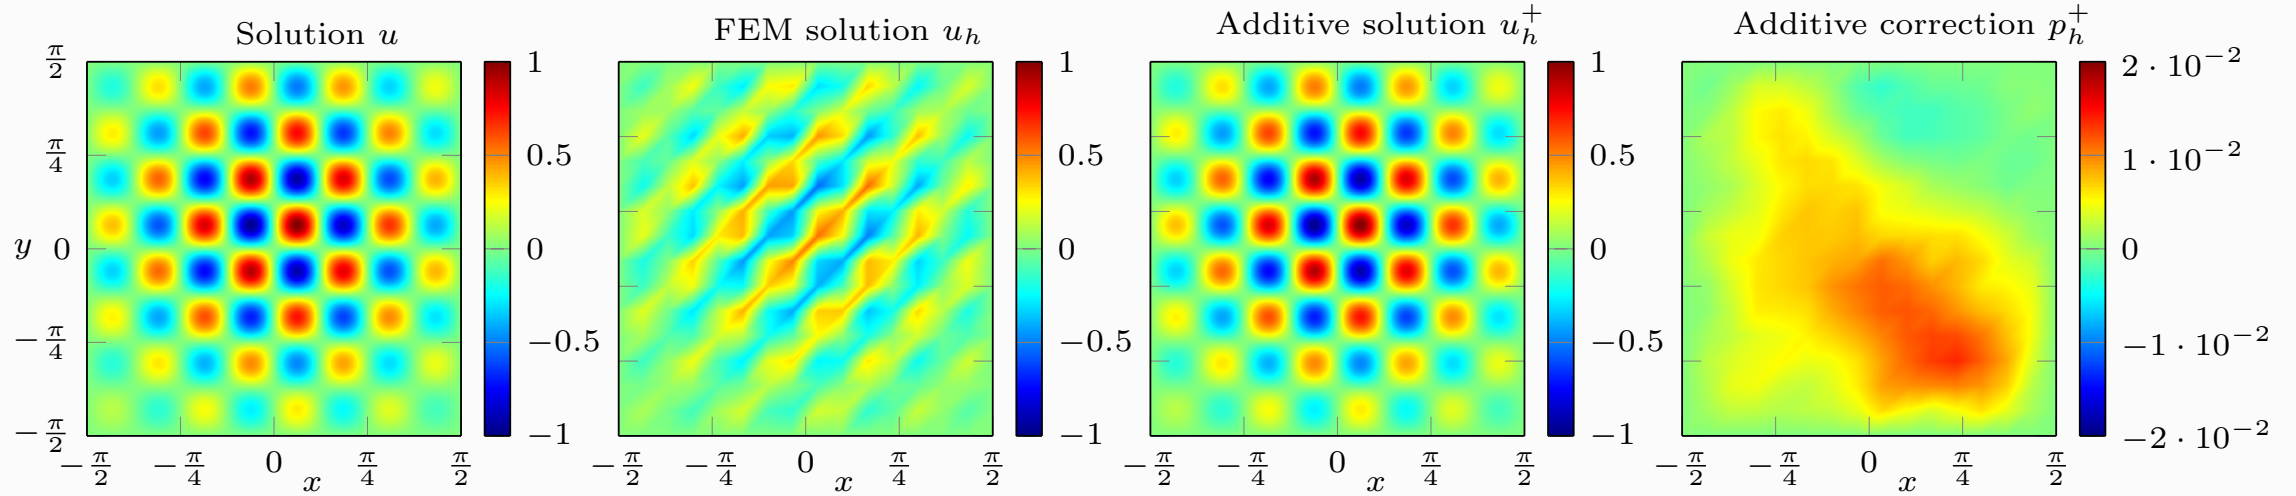 Solution u
FEM solution u_h
Additive solution u_h^+
Additive correction p_h^+
π/2
π/4
y 0
−π/4
−π/2
−π/2 −π/4 0 π/4 π/2
x
1
0.5
0
−0.5
−1
−π/2 −π/4 0 π/4 π/2
x
1
0.5
0
−0.5
−1
−π/2 −π/4 0 π/4 π/2
x
1
0.5
0
−0.5
−1
−π/2 −π/4 0 π/4 π/2
x
2 · 10^−2
1 · 10^−2
0
−1 · 10^−2
−2 · 10^−2